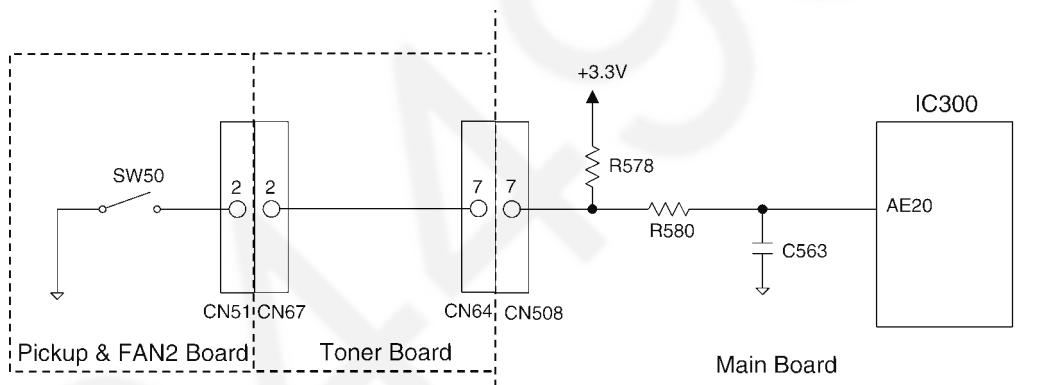 +3.3V
IC300
R578
SW50
2 2
7 7
AE20
R580
C563
CN51 CN67
CN64 CN508
Pickup & FAN2 Board
Toner Board
Main Board